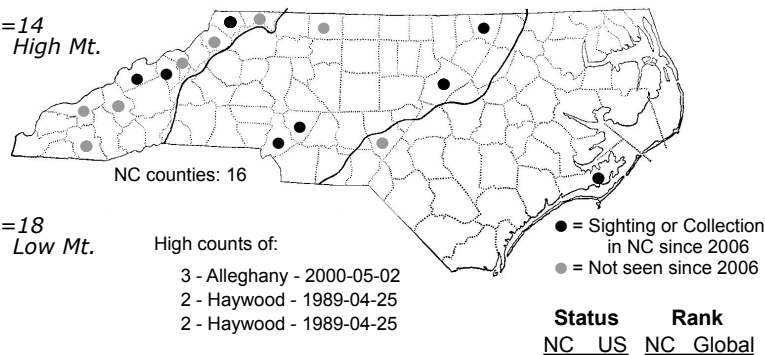 =14
High Mt.
NC counties: 16
=18
Low Mt.
High counts of:
3 - Alleghany - 2000-05-02
2 - Haywood - 1989-04-25
2 - Haywood - 1989-04-25
● = Sighting or Collection
in NC since 2006
● = Not seen since 2006
Status Rank
NC US NC Global